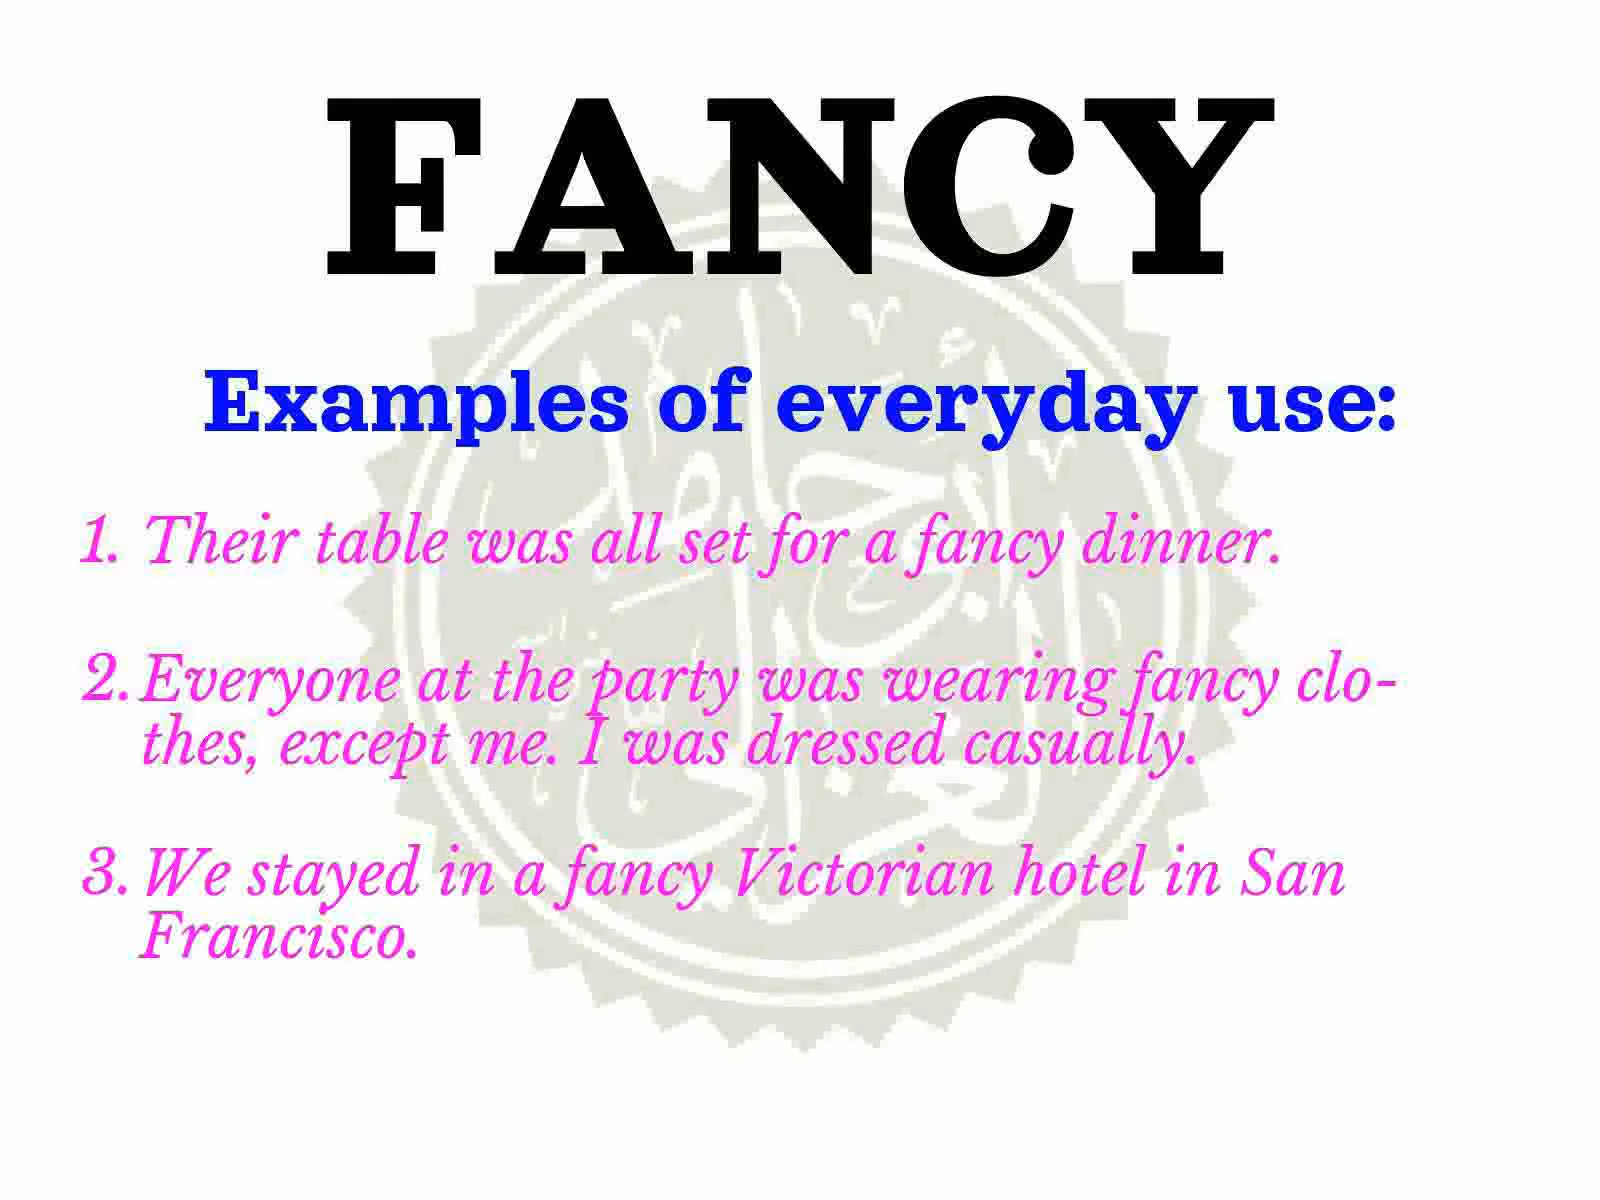 FANCY
Examples of everyday use:
1. Their table was all set for a fancy dinner.
2. Everyone at the party was wearing fancy clo-
thes, except me. I was dressed casually.
3. We stayed in a fancy Victorian hotel in San
Francisco.